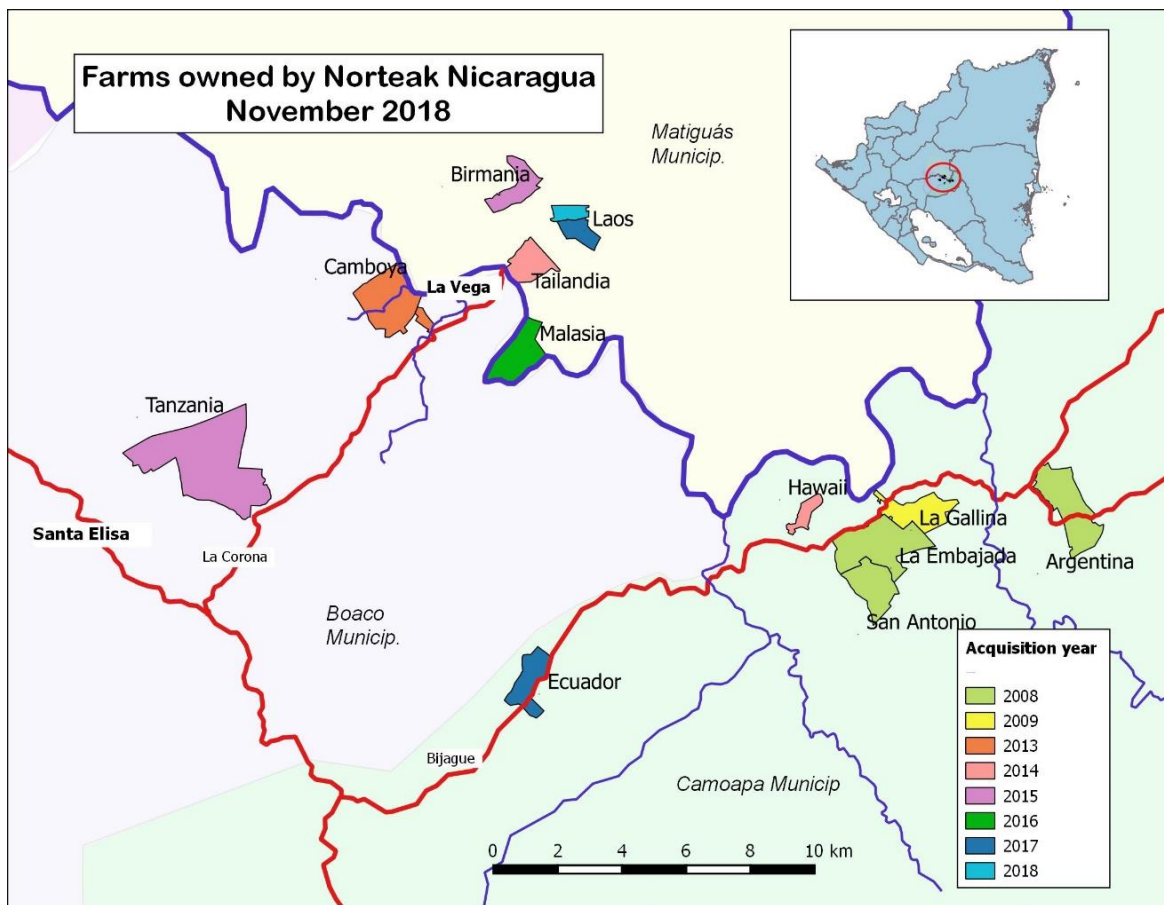 Farms owned by Norteak Nicaragua
November 2018
Matiguás
Municip.
Birmania
Laos
Camboya
La Vega
Tailandia
Malasia
Tanzania
Hawaii
La Gallina
Santa Elisa
La Corona
La Embajada
Argentina
Boaco
Municip.
San Antonio
Ecuador
Bijague
Camoapa Municip
Acquisition year
2008
2009
2013
2014
2015
2016
2017
2018
0 2 4 6 8 10 km